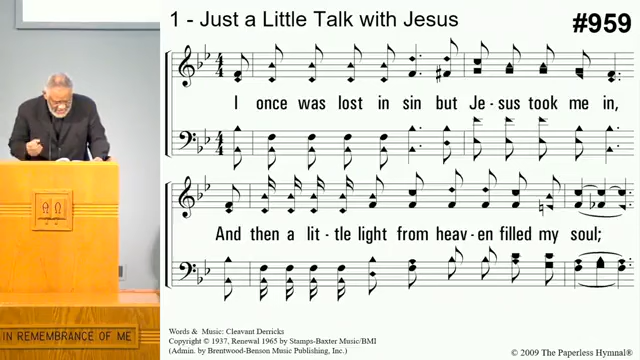 1 - Just a Little Talk with Jesus
#959
I once was lost in sin but Je - sus took me in,
And then a lit - tle light from heav - en filled my soul;
Words & Music: Cleavant Derricks
Copyright © 1937, Renewal 1965 by Stamps-Baxter Music/BMI
(Admin. by Brentwood-Benson Music Publishing, Inc.)
© 2009 The Paperless Hymnal®
Α Ω
IN REMEMBRANCE OF ME